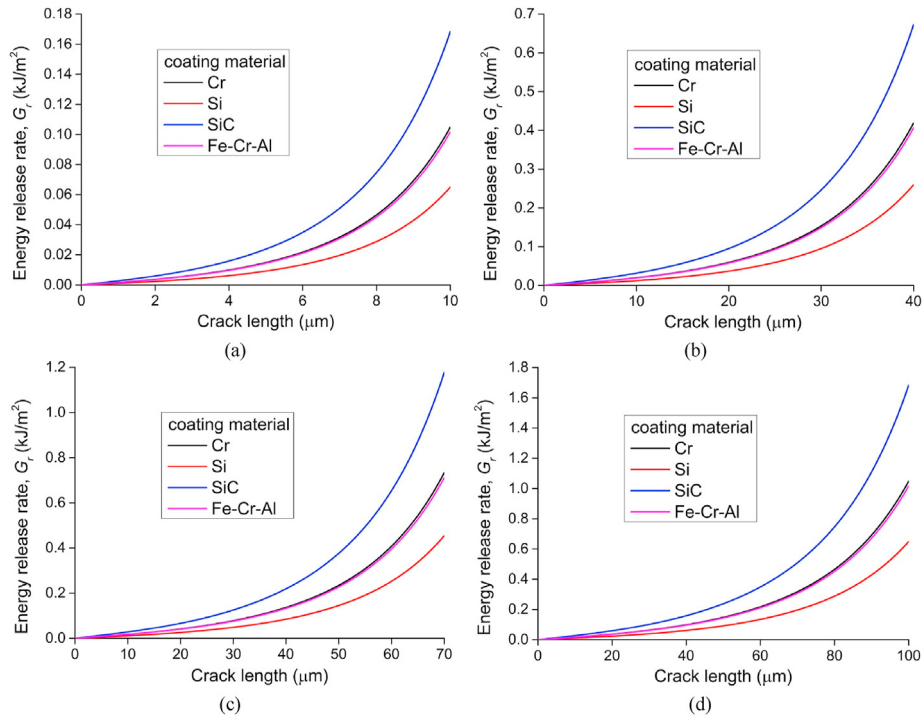 0.18
0.16
0.14
0.12
0.10
0.08
0.06
0.04
0.02
0.00
Energy release rate, Gᵣ (kJ/m²)
coating material
Cr
Si
SiC
Fe-Cr-Al
0 2 4 6 8 10
Crack length (μm)
(a)
0.7
0.6
0.5
0.4
0.3
0.2
0.1
0.0
Energy release rate, Gᵣ (kJ/m²)
coating material
Cr
Si
SiC
Fe-Cr-Al
0 10 20 30 40
Crack length (μm)
(b)
1.2
1.0
0.8
0.6
0.4
0.2
0.0
Energy release rate, Gᵣ (kJ/m²)
coating material
Cr
Si
SiC
Fe-Cr-Al
0 10 20 30 40 50 60 70
Crack length (μm)
(c)
1.8
1.6
1.4
1.2
1.0
0.8
0.6
0.4
0.2
0.0
Energy release rate, Gᵣ (kJ/m²)
coating material
Cr
Si
SiC
Fe-Cr-Al
0 20 40 60 80 100
Crack length (μm)
(d)